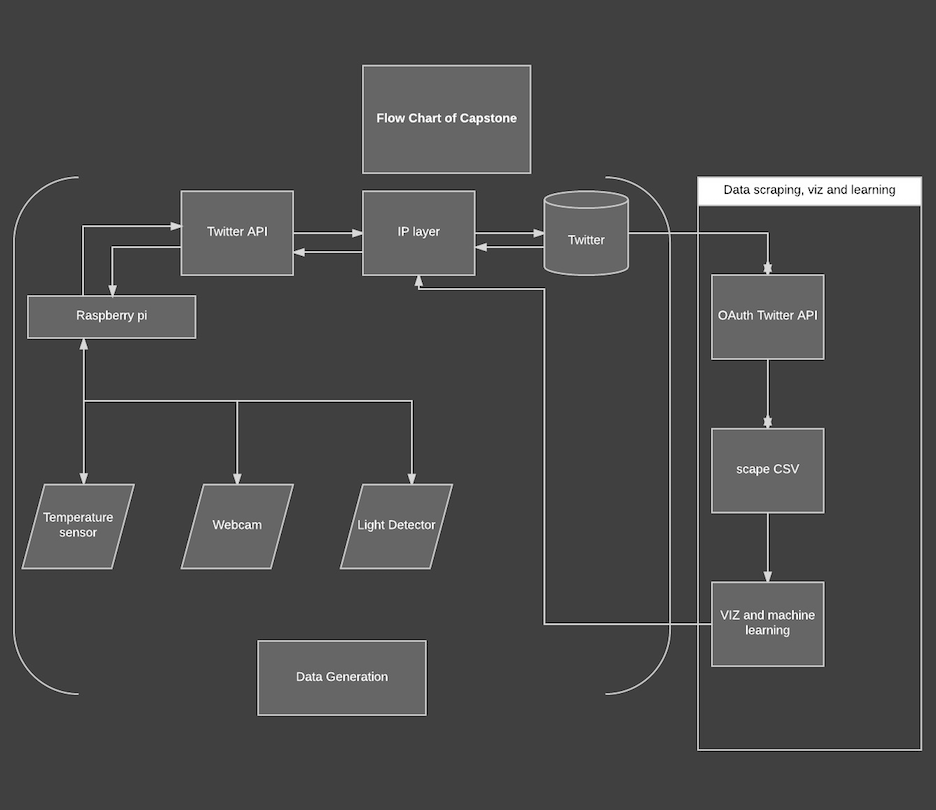 Flow Chart of Capstone
Data scraping, viz and learning
Twitter API
IP layer
Twitter
Raspberry pi
OAuth Twitter API
scape CSV
Temperature
sensor
Webcam
Light Detector
VIZ and machine
learning
Data Generation